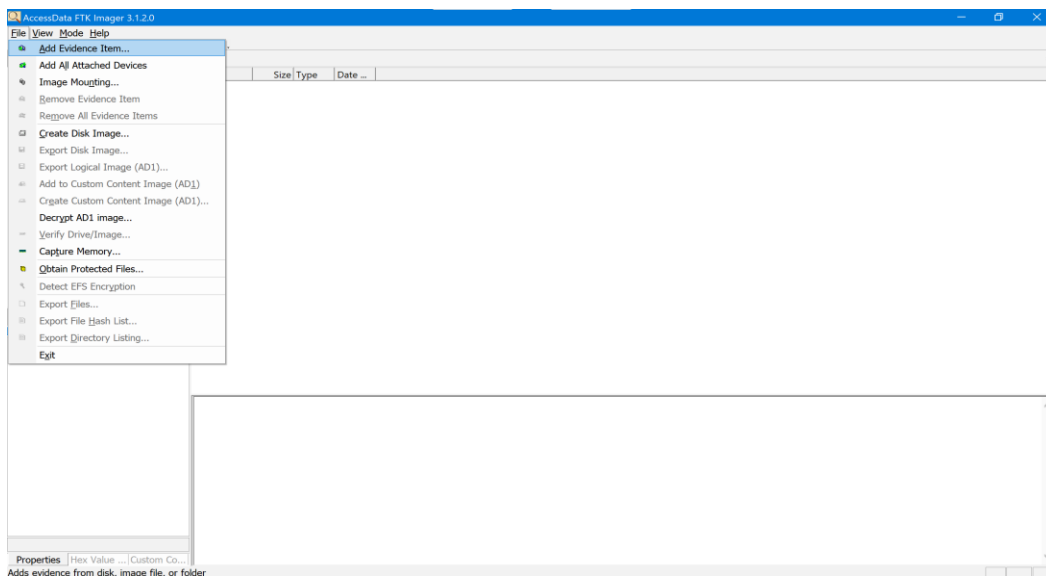 AccessData FTK Imager 3.1.2.0
File View Mode Help
Add Evidence Item...
Add All Attached Devices
Size Type Date ...
Image Mounting...
Remove Evidence Item
Remove All Evidence Items
Create Disk Image...
Export Disk Image...
Export Logical Image (AD1)...
Add to Custom Content Image (AD1)
Create Custom Content Image (AD1)...
Decrypt AD1 image...
Verify Drive/Image...
Capture Memory...
Obtain Protected Files...
Detect EFS Encryption
Export Files...
Export File Hash List...
Export Directory Listing...
Exit
Properties Hex Value ... Custom Co...
Adds evidence from disk, image file, or folder